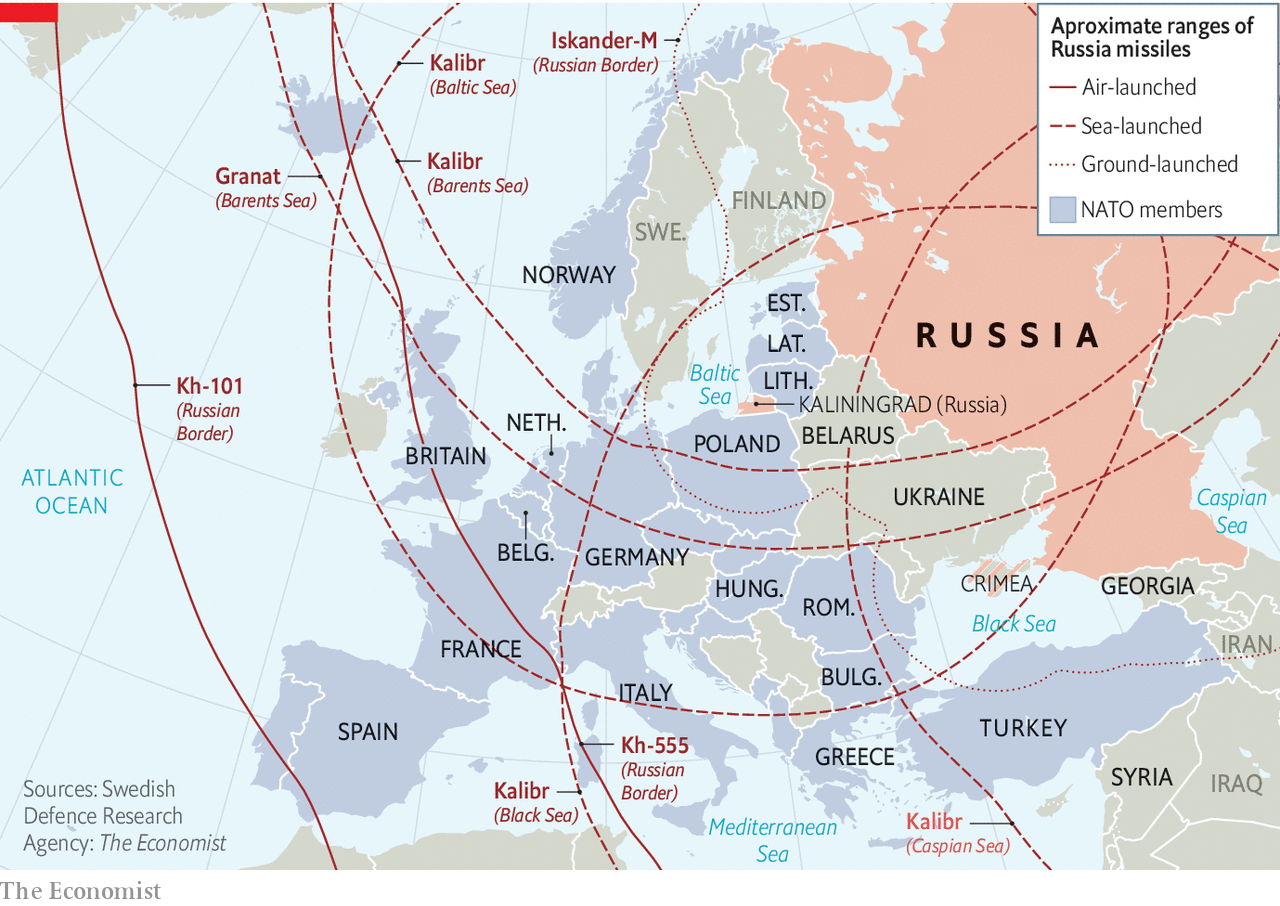 Aproximate ranges of
Russia missiles
Air-launched
Sea-launched
Ground-launched
NATO members
Iskander-M
(Russian Border)
Kalibr
(Baltic Sea)
Kalibr
(Barents Sea)
Granat
(Barents Sea)
FINLAND
SWE.
NORWAY
EST.
LAT.
LITH.
RUSSIA
Baltic
Sea
KALININGRAD (Russia)
Kh-101
(Russian
Border)
NETH.
BRITAIN
POLAND
BELARUS
ATLANTIC
OCEAN
UKRAINE
Caspian
Sea
BELG.
GERMANY
HUNG.
ROM.
CRIMEA
GEORGIA
Black Sea
IRAN
FRANCE
BULG.
ITALY
SPAIN
TURKEY
Kh-555
(Russian
Border)
GREECE
SYRIA
IRAQ
Kalibr
(Black Sea)
Mediterranean
Sea
Kalibr
(Caspian Sea)
Sources: Swedish
Defence Research
Agency: The Economist
The Economist